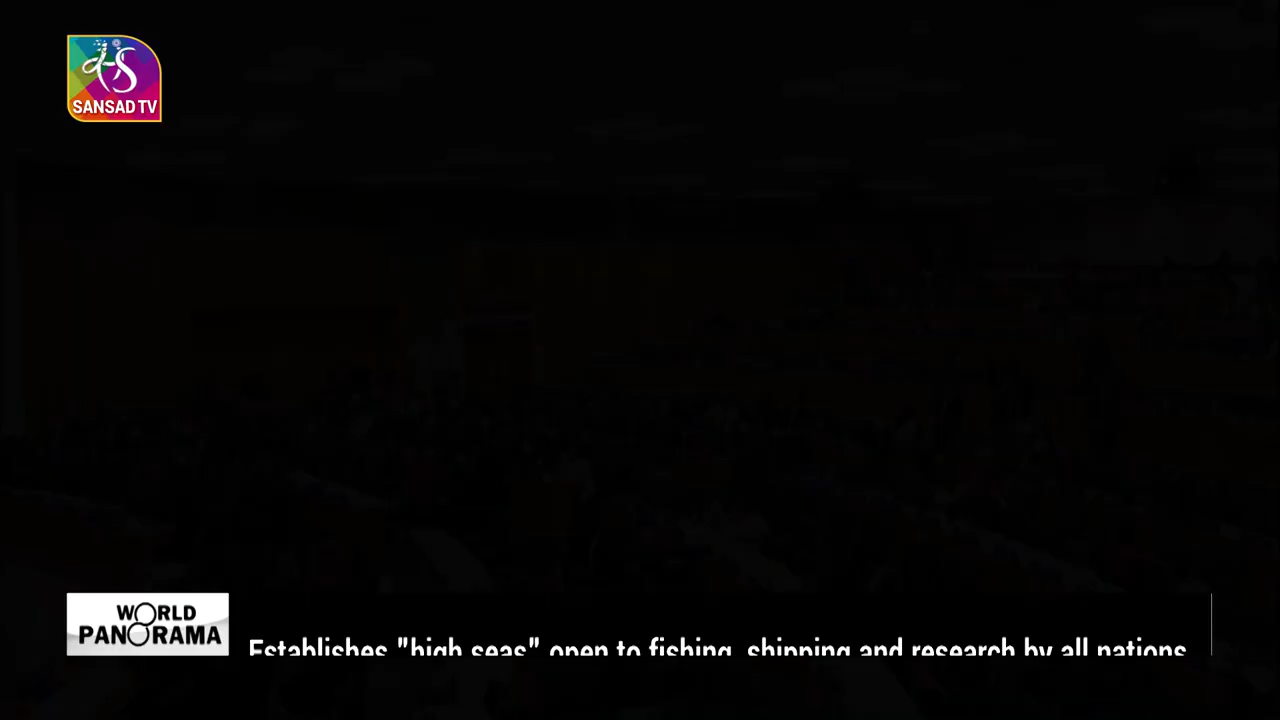 SANSAD TV
WORLD
PANORAMA
Establishes "high seas" open to fishing, shipping and research by all nations